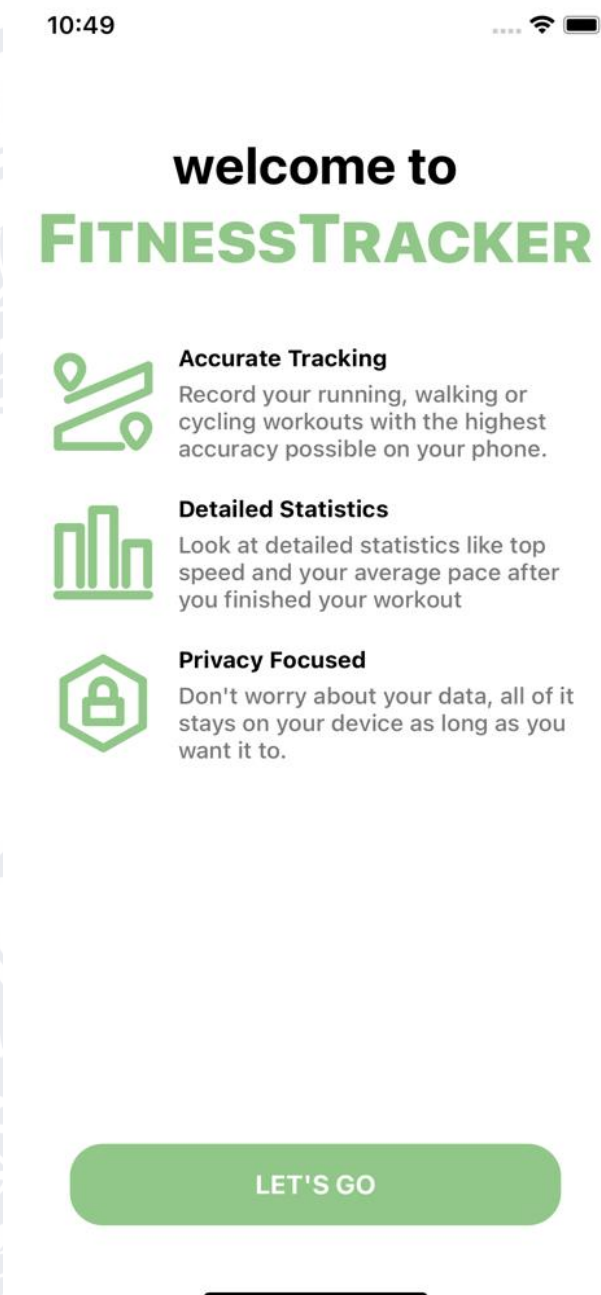 10:49
welcome to
FITNESSTRACKER
Accurate Tracking
Record your running, walking or
cycling workouts with the highest
accuracy possible on your phone.
Detailed Statistics
Look at detailed statistics like top
speed and your average pace after
you finished your workout
Privacy Focused
Don't worry about your data, all of it
stays on your device as long as you
want it to.
LET'S GO